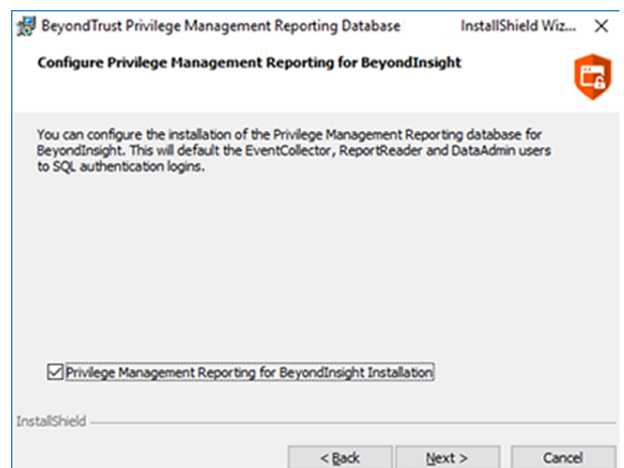 BeyondTrust Privilege Management Reporting Database InstallShield Wiz...
Configure Privilege Management Reporting for BeyondInsight
You can configure the installation of the Privilege Management Reporting database for
BeyondInsight. This will default the EventCollector, ReportReader and DataAdmin users
to SQL authentication logins.
Privilege Management Reporting for BeyondInsight Installation
InstallShield
< Back Next > Cancel